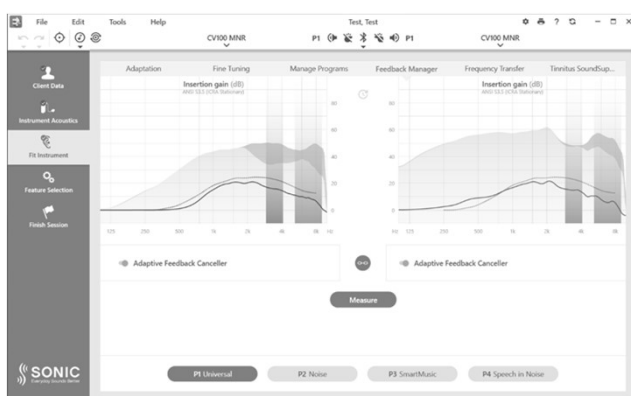 File Edit Tools Help Test, Test ?
CV100 MNR P1 P1 CV100 MNR
Client Data
Instrument Acoustics
Fit Instrument
Feature Selection
Finish Session
Adaptation Fine Tuning Manage Programs Feedback Manager Frequency Transfer Tinnitus SoundSup...
Insertion gain (dB) Insertion gain (dB)
80 80
60 60
40 40
20 20
0 0
125 250 500 1k 2k 4k 8k Hz Hz 125 250 500 1k 2k 4k 8k
Adaptive Feedback Canceller Adaptive Feedback Canceller
Measure
P1 Universal P2 Noise P3 SmartMusic P4 Speech in Noise
SONIC
Everyday Sounds Better